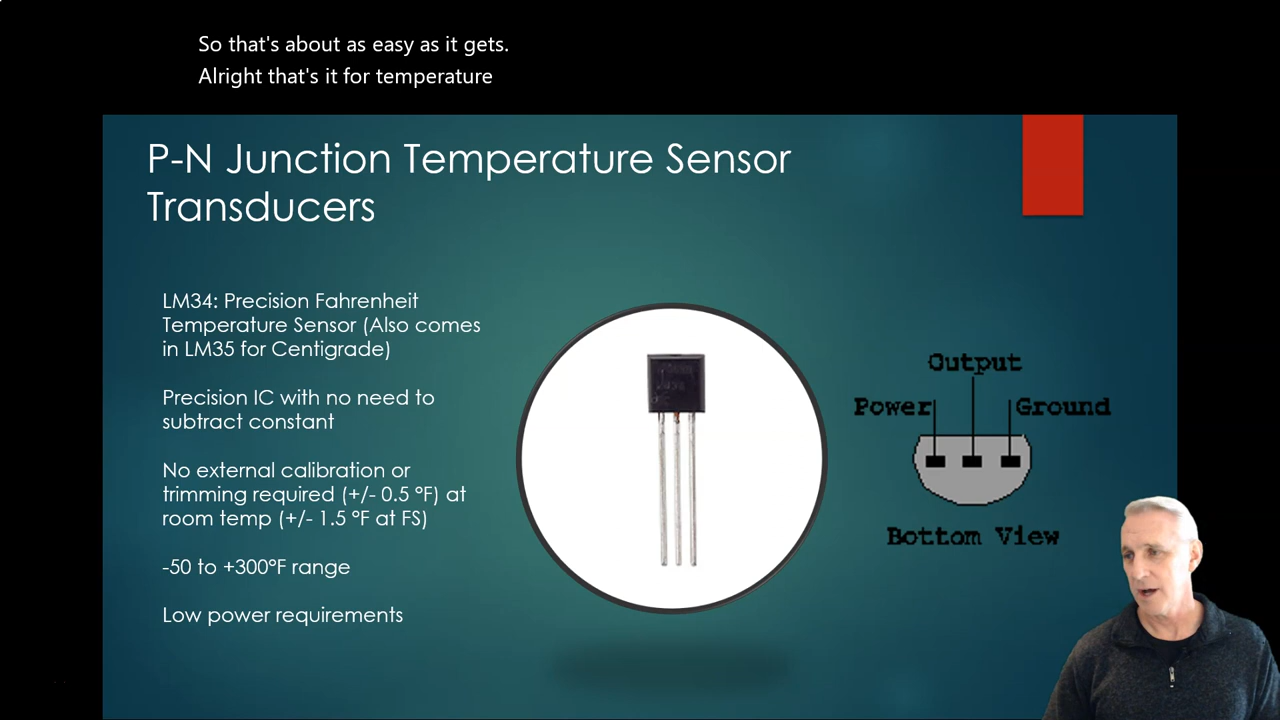 So that's about as easy as it gets.
Alright that's it for temperature
P-N Junction Temperature Sensor
Transducers
LM34: Precision Fahrenheit
Temperature Sensor (Also comes
in LM35 for Centigrade)
Precision IC with no need to
subtract constant
No external calibration or
trimming required (+/- 0.5 °F) at
room temp (+/- 1.5 °F at FS)
-50 to +300°F range
Low power requirements
Output
Power
Ground
Bottom View